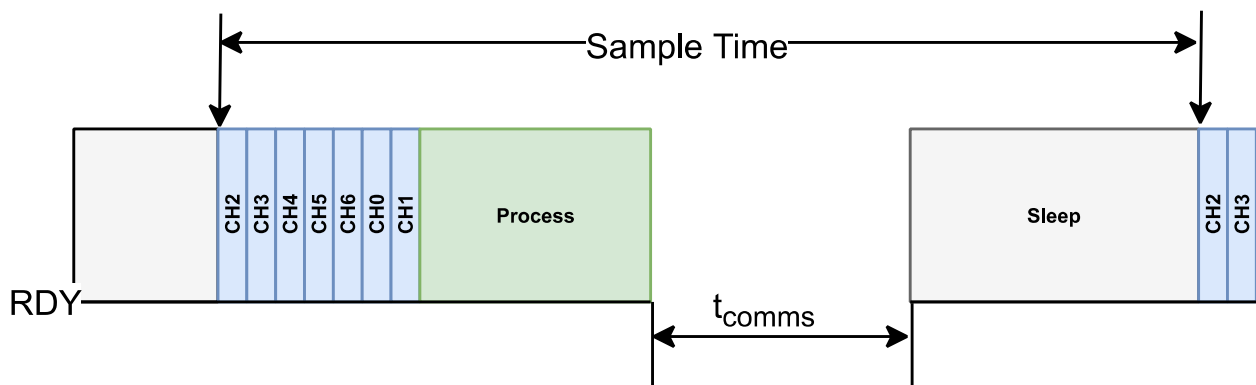 Sample Time
CH2
CH3
CH4
CH5
CH6
CH0
CH1
Process
Sleep
CH2
CH3
RDY
tcomms